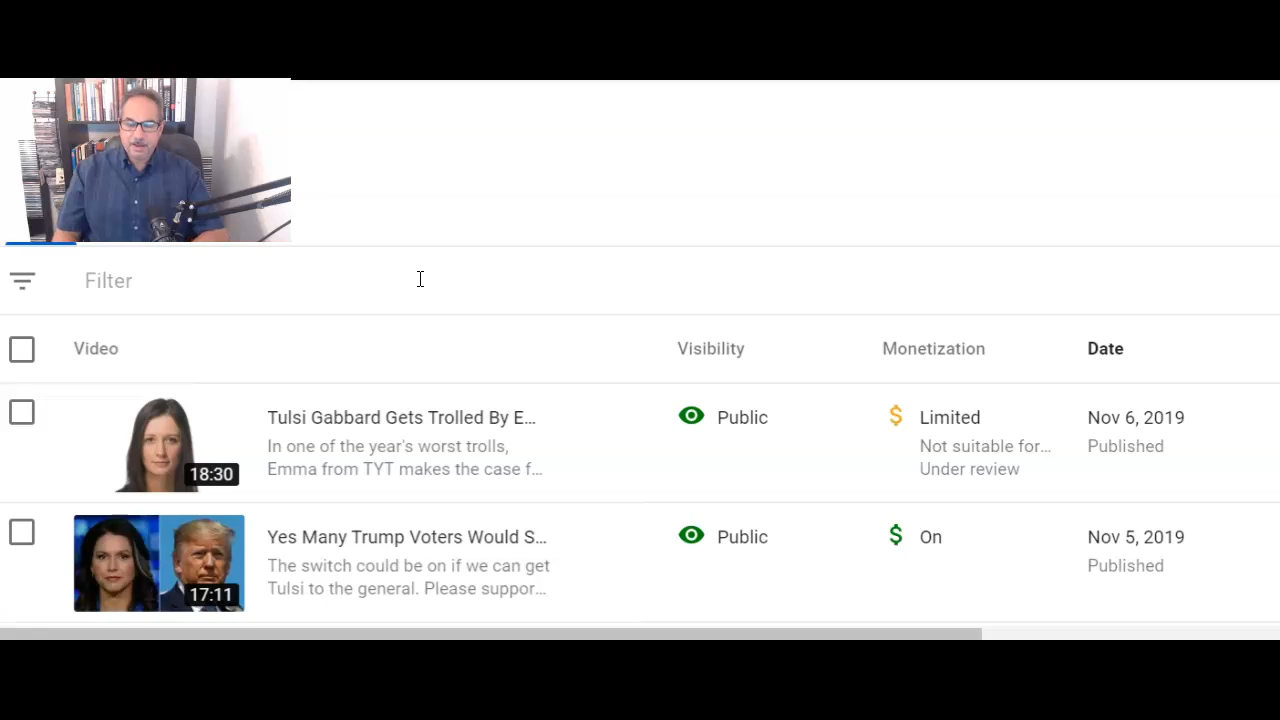 Filter
Video Visibility Monetization Date
Tulsi Gabbard Gets Trolled By E... Public Limited Nov 6, 2019
In one of the year's worst trolls, Not suitable for... Published
18:30 Emma from TYT makes the case f... Under review
Yes Many Trump Voters Would S... Public On Nov 5, 2019
The switch could be on if we can get Published
17:11 Tulsi to the general. Please suppor...